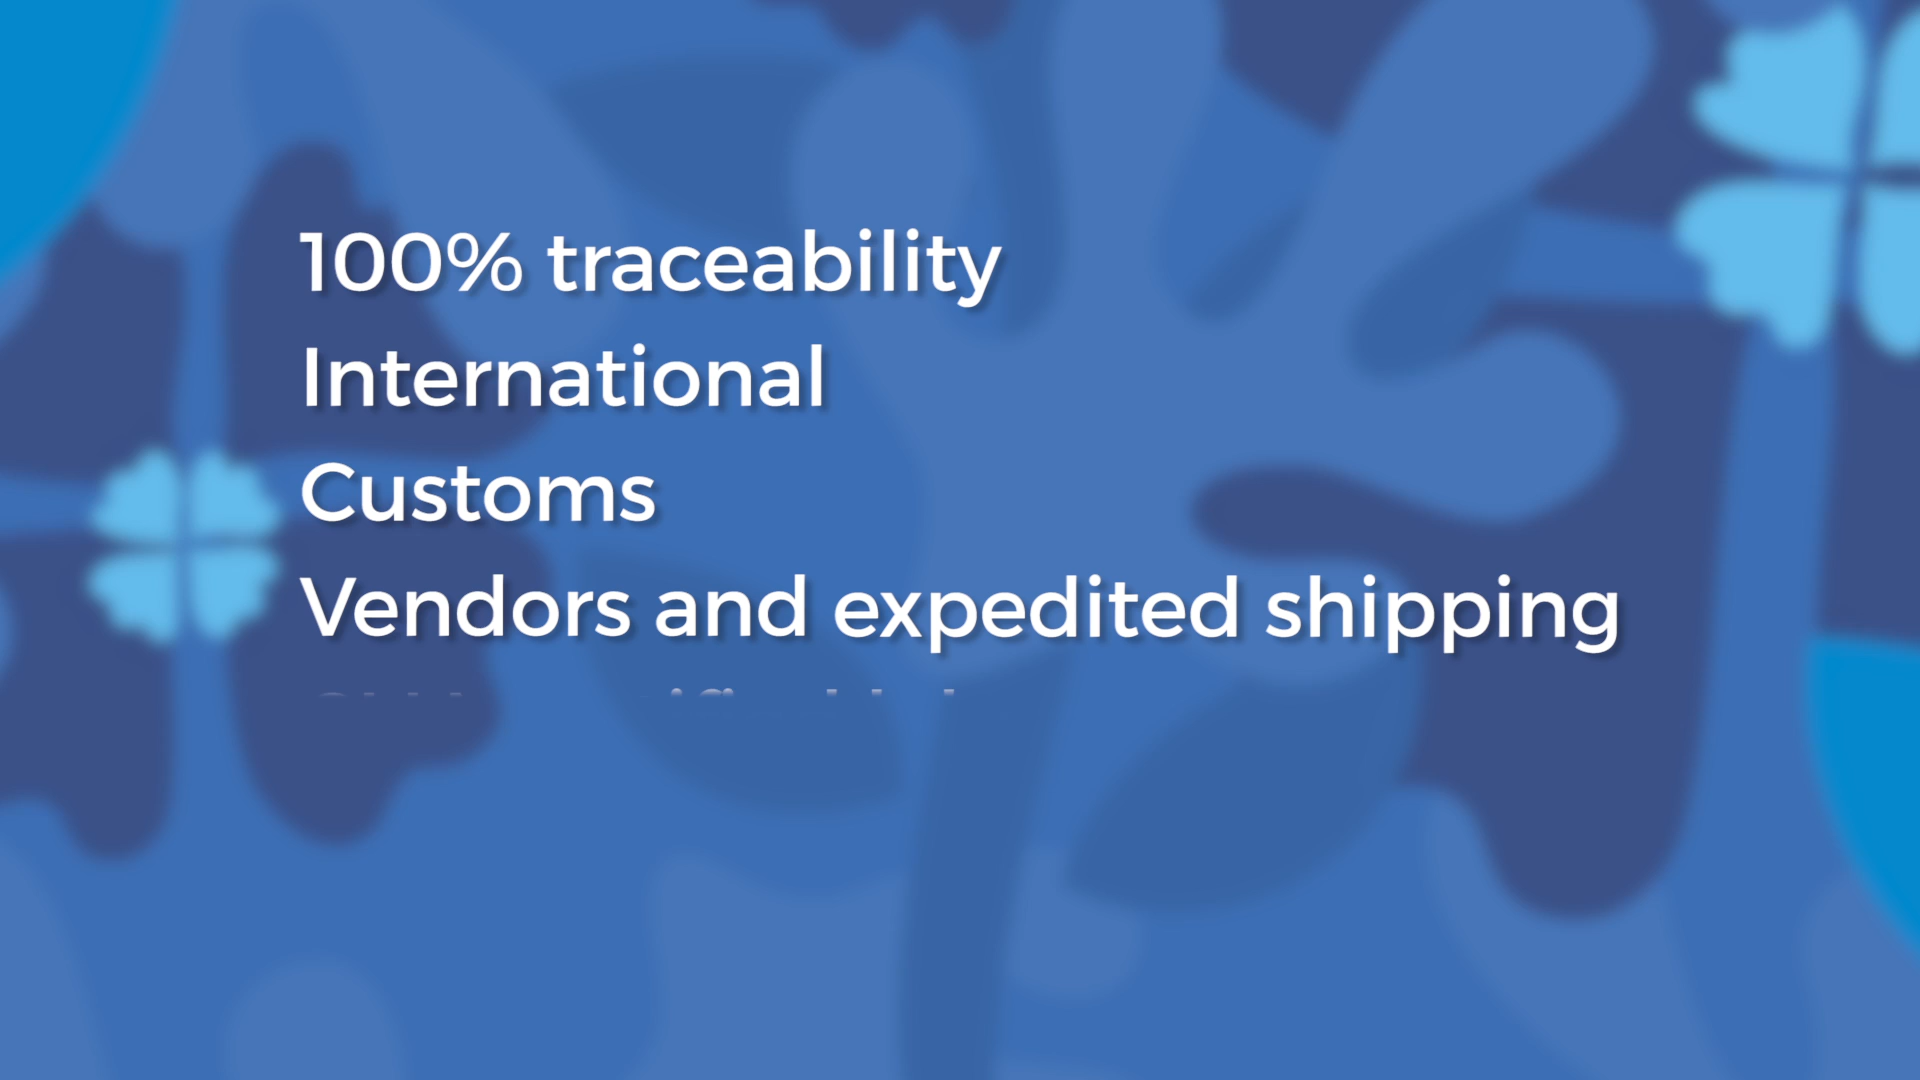 100% traceability
International
Customs
Vendors and expedited shipping